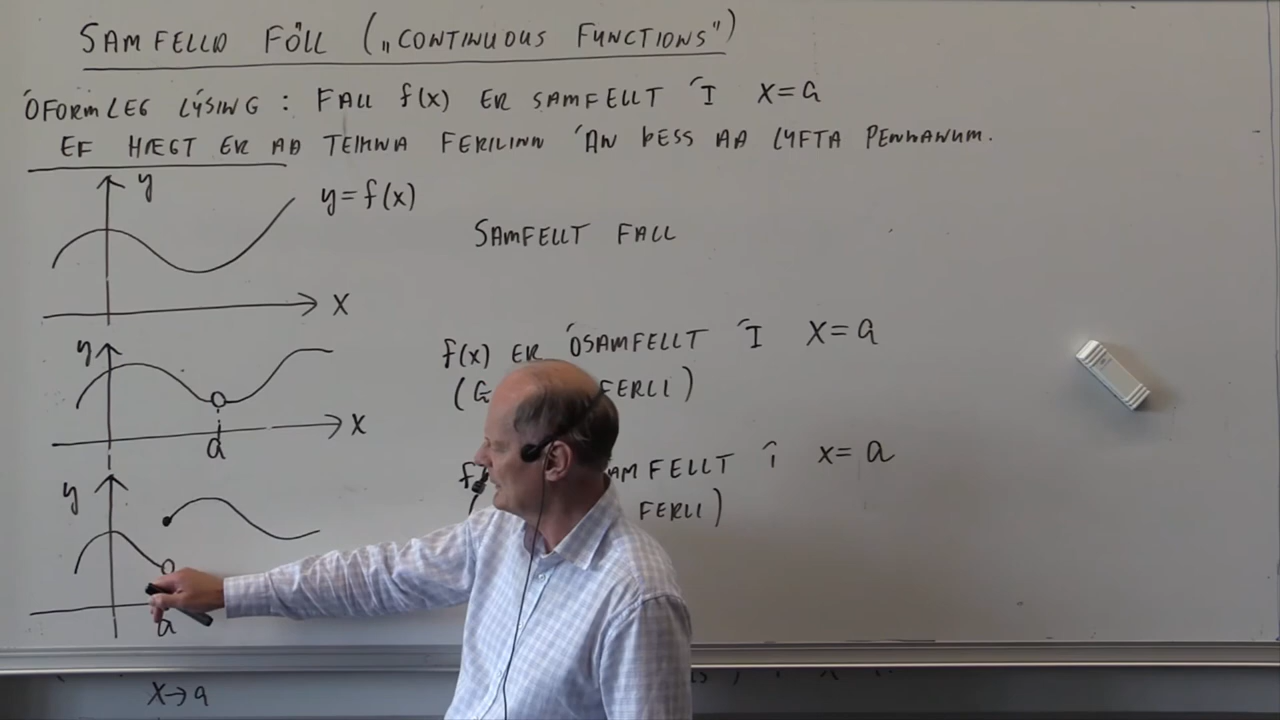 SAMFELLD FÖLL („CONTINUOUS FUNCTIONS")
ÓFORMLEG LÝSING : FALL f(x) ER SAMFELLT Í x=a
EF HÆGT ER AÐ TEIKNA FERILINN ÁN ÞESS AÐ LYFTA PENNANUM.
y
y=f(x)
SAMFELLT FALL
x
y
f(x) ER ÓSAMFELLT Í x=a
FERLI)
x
a
y
AMFELLT Í x=a
FERLI)
a
x→a